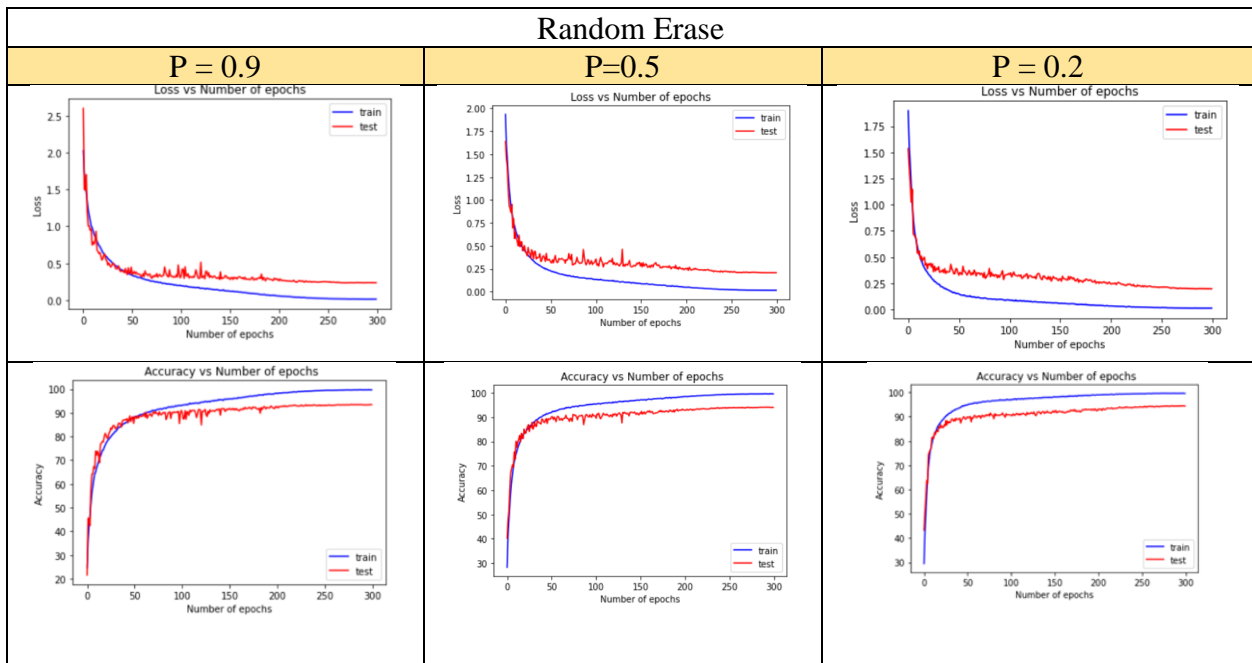 Random Erase
P = 0.9
P=0.5
P = 0.2
Loss vs Number of epochs
train
test
2.5
2.0
1.5
1.0
0.5
0.0
Loss
0 50 100 150 200 250 300
Number of epochs
Loss vs Number of epochs
train
test
2.00
1.75
1.50
1.25
1.00
0.75
0.50
0.25
0.00
Loss
0 50 100 150 200 250 300
Number of epochs
Loss vs Number of epochs
train
test
1.75
1.50
1.25
1.00
0.75
0.50
0.25
0.00
Loss
0 50 100 150 200 250 300
Number of epochs
Accuracy vs Number of epochs
100
90
80
70
60
50
40
30
20
Accuracy
train
test
0 50 100 150 200 250 300
Number of epochs
Accuracy vs Number of epochs
100
90
80
70
60
50
40
30
Accuracy
train
test
0 50 100 150 200 250 300
Number of epochs
Accuracy vs Number of epochs
100
90
80
70
60
50
40
30
Accuracy
train
test
0 50 100 150 200 250 300
Number of epochs